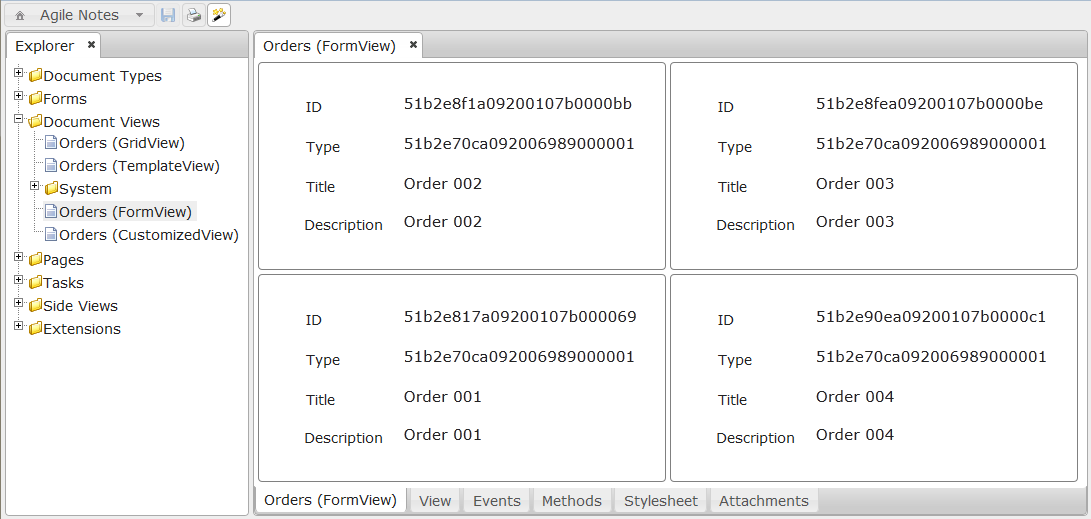 Agile Notes
Explorer
Document Types
Forms
Document Views
Orders (GridView)
Orders (TemplateView)
System
Orders (FormView)
Orders (CustomizedView)
Pages
Tasks
Side Views
Extensions
Orders (FormView)
ID 51b2e8f1a09200107b0000bb
Type 51b2e70ca092006989000001
Title Order 002
Description Order 002
ID 51b2e8fea09200107b0000be
Type 51b2e70ca092006989000001
Title Order 003
Description Order 003
ID 51b2e817a09200107b000069
Type 51b2e70ca092006989000001
Title Order 001
Description Order 001
ID 51b2e90ea09200107b0000c1
Type 51b2e70ca092006989000001
Title Order 004
Description Order 004
Orders (FormView) View Events Methods Stylesheet Attachments